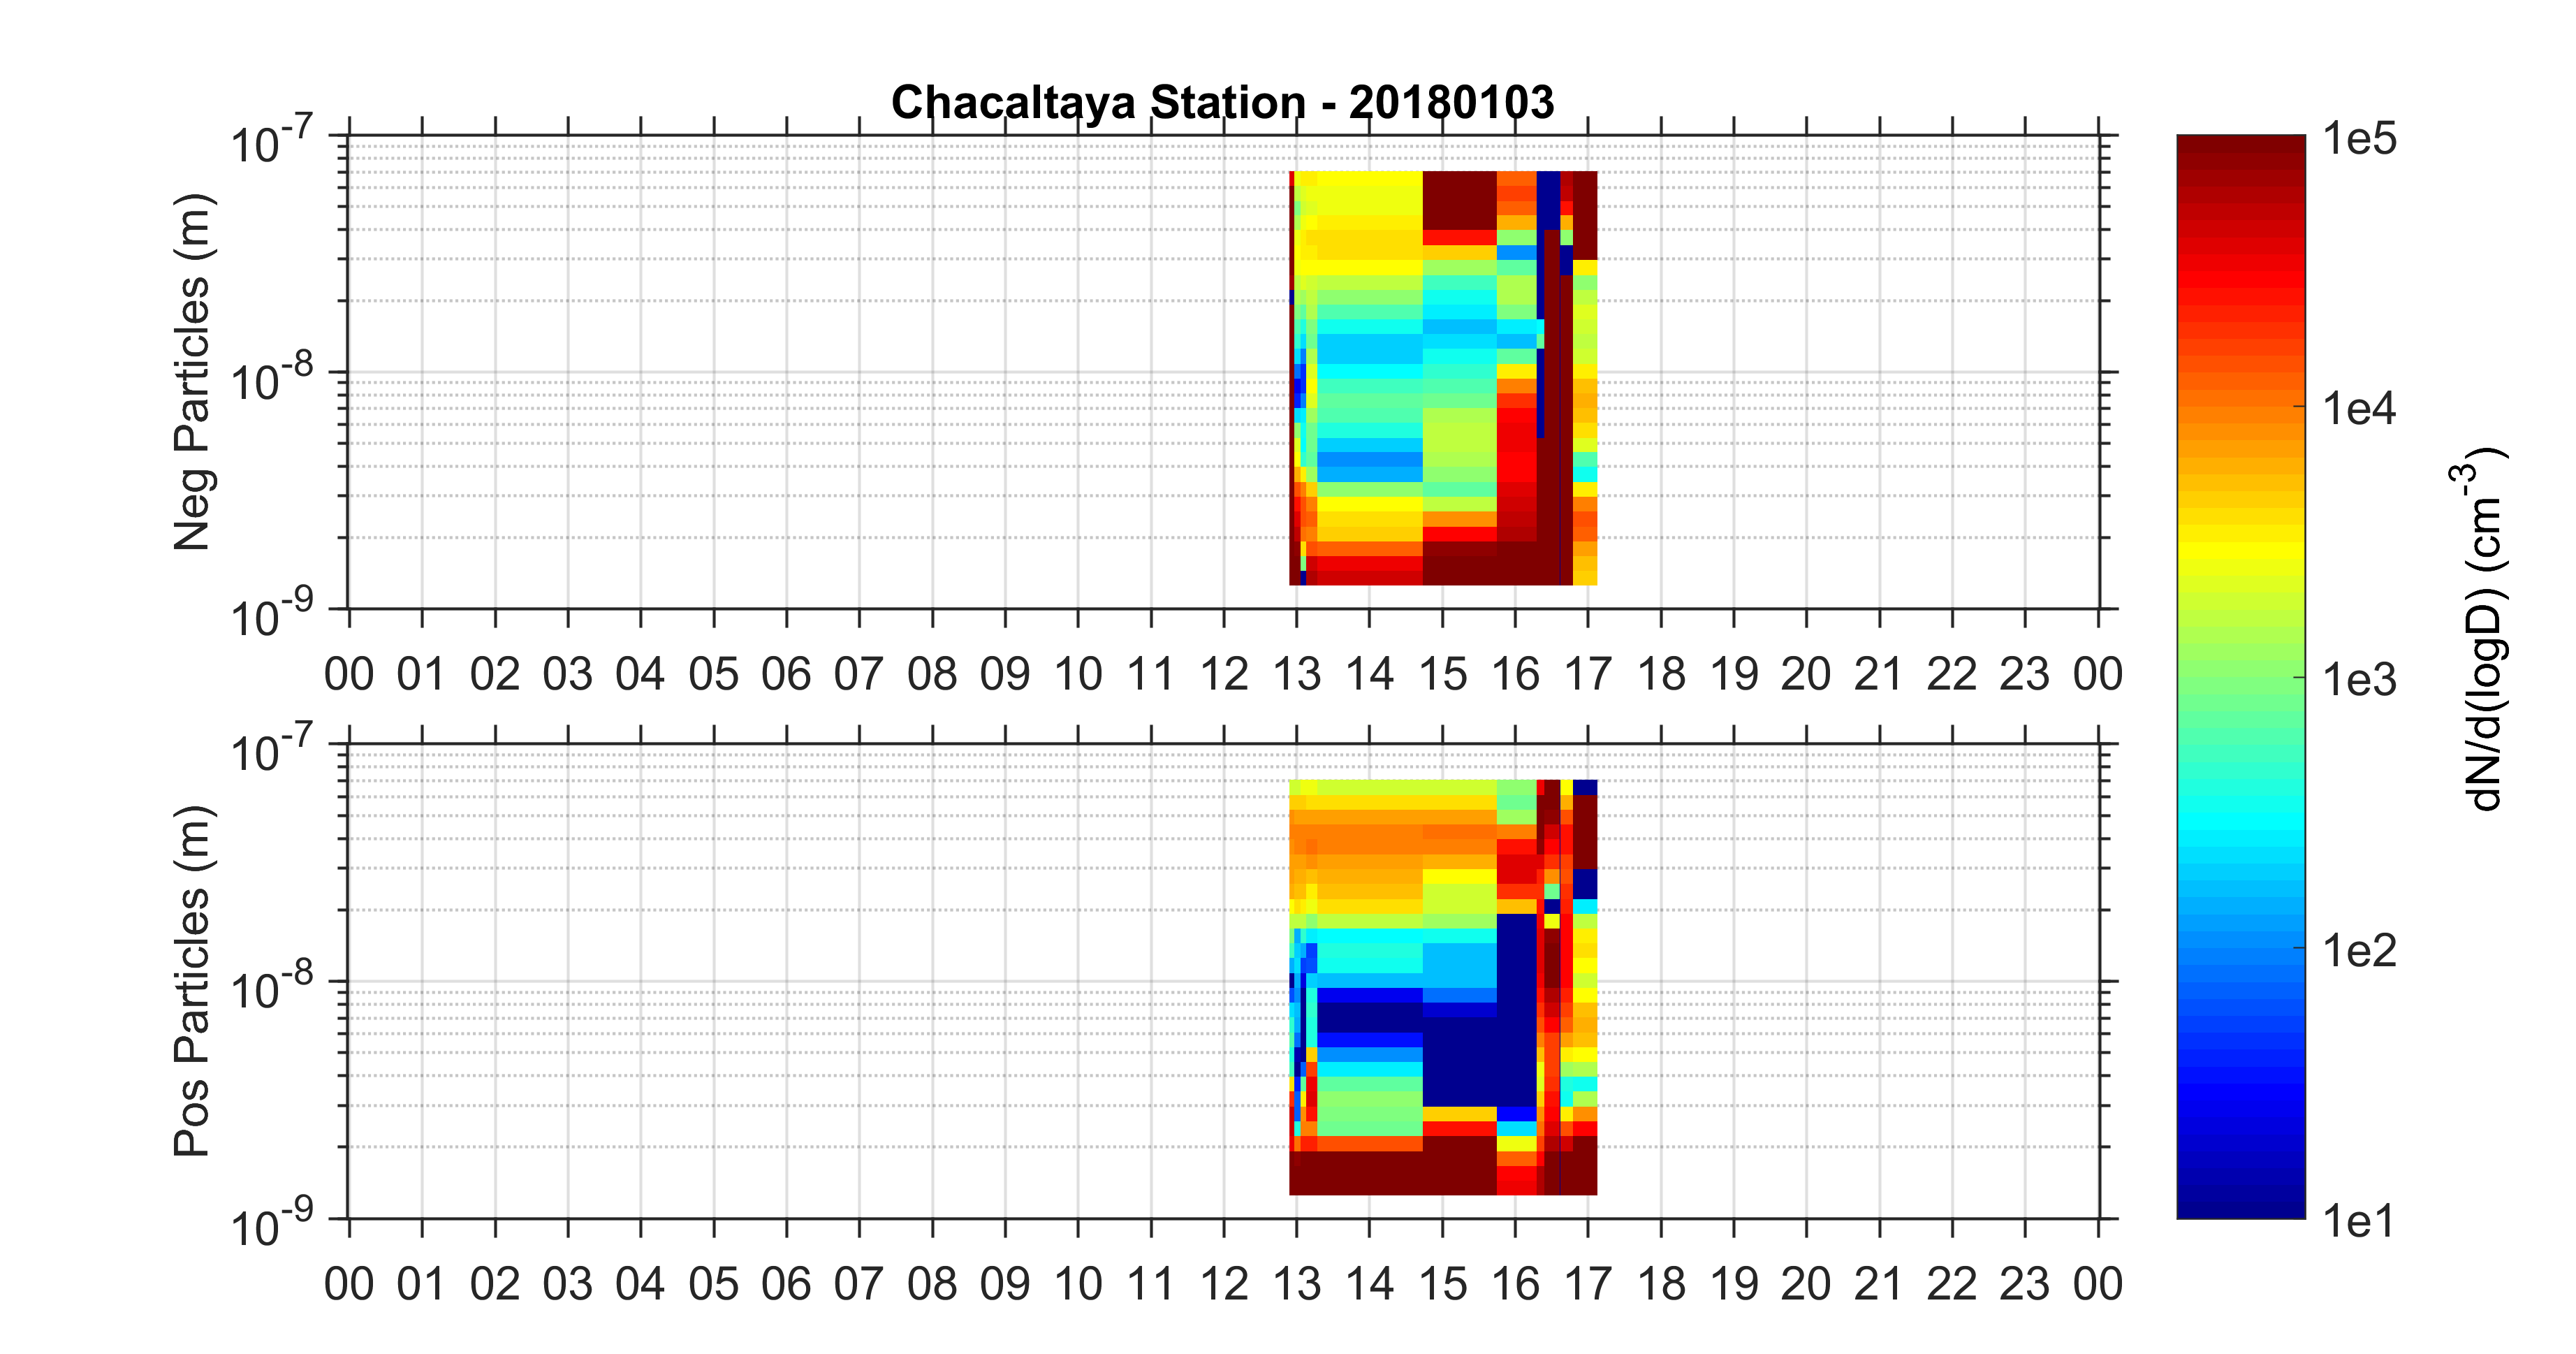 Chacaltaya Station - 20180103
Neg Particles (m)
10-7
10-8
10-9
00 01 02 03 04 05 06 07 08 09 10 11 12 13 14 15 16 17 18 19 20 21 22 23 00
Pos Particles (m)
10-7
10-8
10-9
00 01 02 03 04 05 06 07 08 09 10 11 12 13 14 15 16 17 18 19 20 21 22 23 00
1e5
1e4
1e3
1e2
1e1
dN/d(logD) (cm-3)